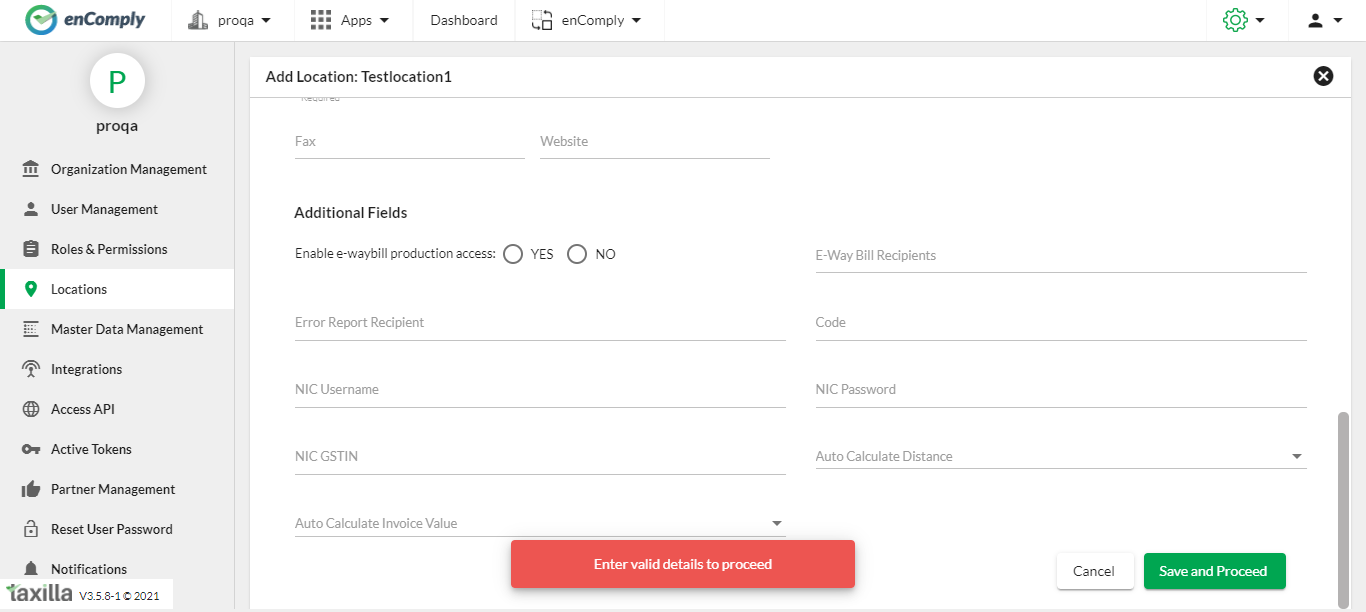 enComply proqa Apps Dashboard enComply
P
proqa
Organization Management
User Management
Roles & Permissions
Locations
Master Data Management
Integrations
Access API
Active Tokens
Partner Management
Reset User Password
Notifications
taxilla V3.5.8-1 © 2021
Add Location: Testlocation1
Required
Fax Website
Additional Fields
Enable e-waybill production access: YES NO E-Way Bill Recipients
Error Report Recipient Code
NIC Username NIC Password
NIC GSTIN Auto Calculate Distance
Auto Calculate Invoice Value
Enter valid details to proceed
Cancel Save and Proceed